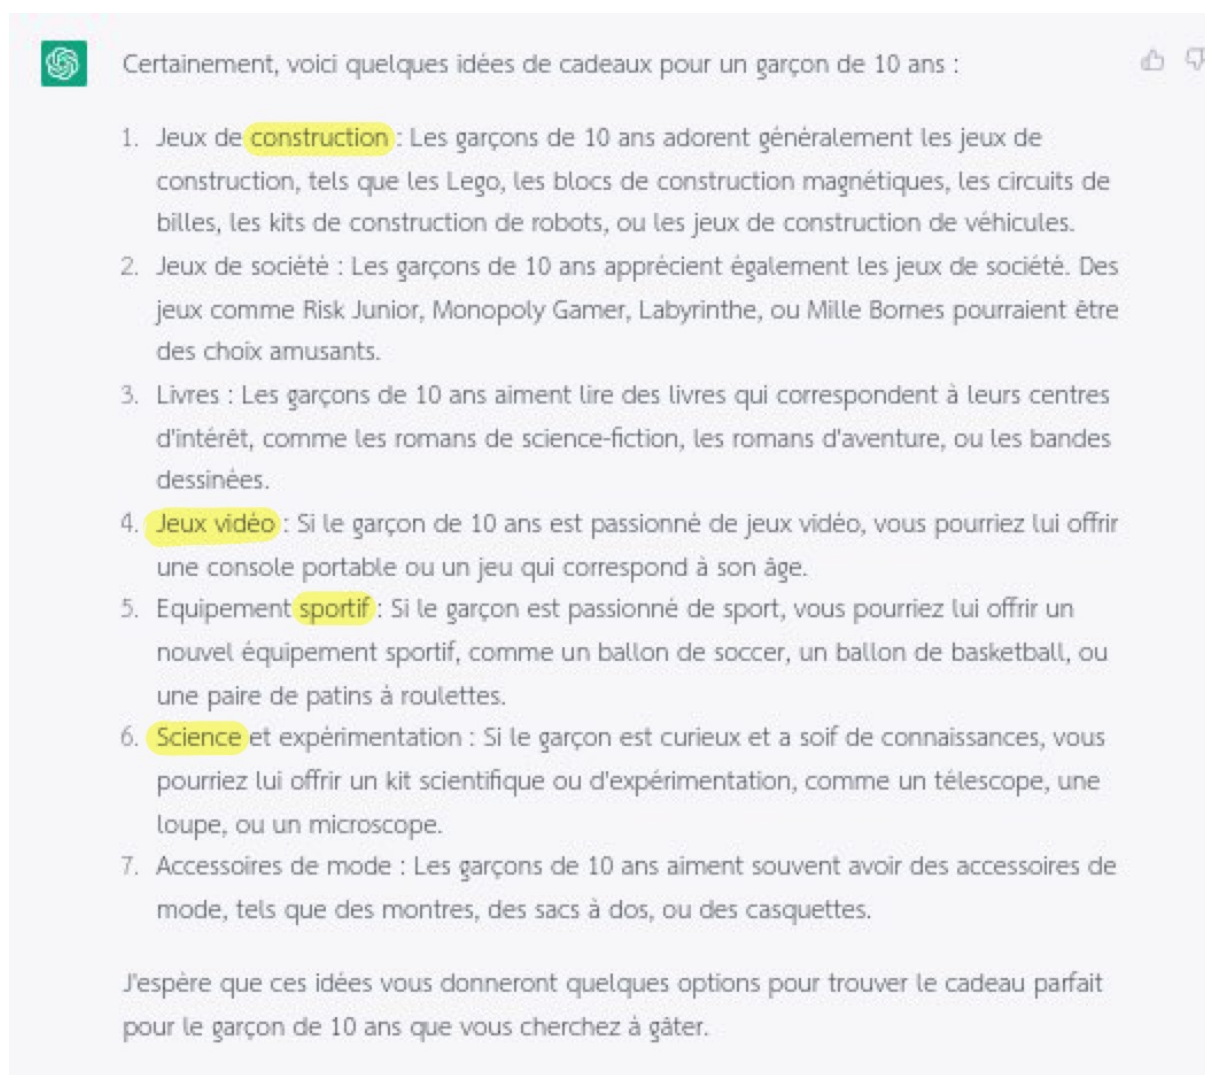 Certainement, voici quelques idées de cadeaux pour un garçon de 10 ans :
1. Jeux de construction : Les garçons de 10 ans adorent généralement les jeux de
construction, tels que les Lego, les blocs de construction magnétiques, les circuits de
billes, les kits de construction de robots, ou les jeux de construction de véhicules.
2. Jeux de société : Les garçons de 10 ans apprécient également les jeux de société. Des
jeux comme Risk Junior, Monopoly Gamer, Labyrinthe, ou Mille Bornes pourraient être
des choix amusants.
3. Livres : Les garçons de 10 ans aiment lire des livres qui correspondent à leurs centres
d'intérêt, comme les romans de science-fiction, les romans d'aventure, ou les bandes
dessinées.
4. Jeux vidéo : Si le garçon de 10 ans est passionné de jeux vidéo, vous pourriez lui offrir
une console portable ou un jeu qui correspond à son âge.
5. Equipement sportif : Si le garçon est passionné de sport, vous pourriez lui offrir un
nouvel équipement sportif, comme un ballon de soccer, un ballon de basketball, ou
une paire de patins à roulettes.
6. Science et expérimentation : Si le garçon est curieux et a soif de connaissances, vous
pourriez lui offrir un kit scientifique ou d'expérimentation, comme un télescope, une
loupe, ou un microscope.
7. Accessoires de mode : Les garçons de 10 ans aiment souvent avoir des accessoires de
mode, tels que des montres, des sacs à dos, ou des casquettes.
J'espère que ces idées vous donneront quelques options pour trouver le cadeau parfait
pour le garçon de 10 ans que vous cherchez à gâter.